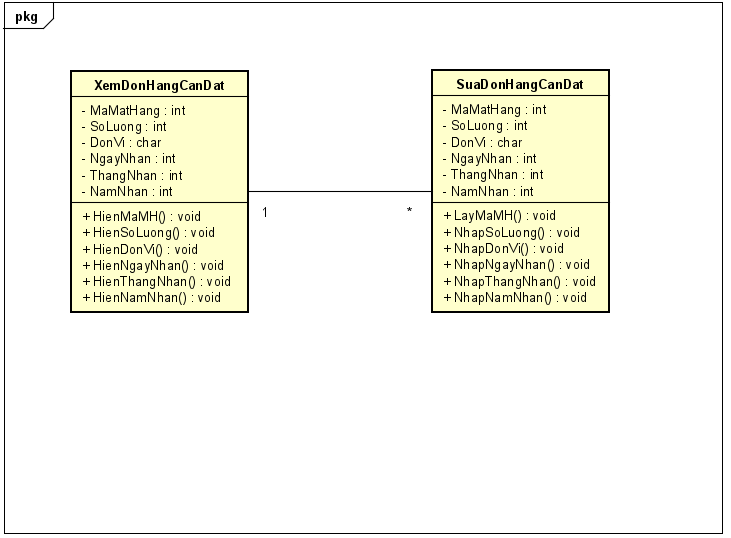 pkg
XemDonHangCanDat
- MaMatHang : int
- SoLuong : int
- DonVi : char
- NgayNhan : int
- ThangNhan : int
- NamNhan : int
+ HienMaMH() : void
+ HienSoLuong() : void
+ HienDonVi() : void
+ HienNgayNhan() : void
+ HienThangNhan() : void
+ HienNamNhan() : void
1
*
SuaDonHangCanDat
- MaMatHang : int
- SoLuong : int
- DonVi : char
- NgayNhan : int
- ThangNhan : int
- NamNhan : int
+ LayMaMH() : void
+ NhapSoLuong() : void
+ NhapDonVi() : void
+ NhapNgayNhan() : void
+ NhapThangNhan() : void
+ NhapNamNhan() : void